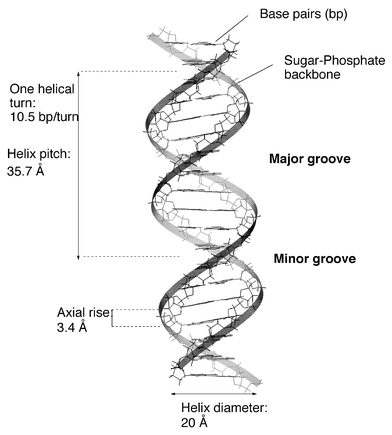 Base pairs (bp)
Sugar-Phosphate
backbone
One helical
turn:
10.5 bp/turn
Helix pitch:
35.7 Å
Major groove
Minor groove
Axial rise:
3.4 Å
Helix diameter:
20 Å